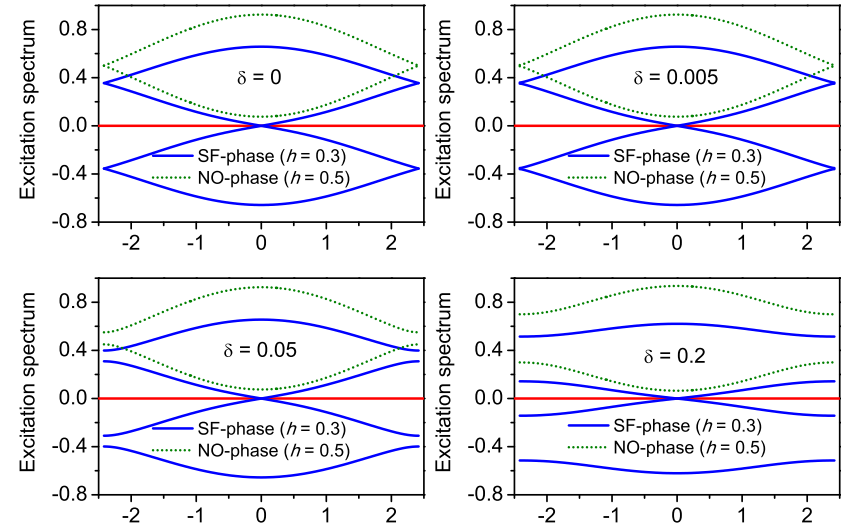 0.8
0.4
0.0
-0.4
-0.8
Excitation spectrum
δ = 0
SF-phase (h = 0.3)
NO-phase (h = 0.5)
-2 -1 0 1 2
0.8
0.4
0.0
-0.4
-0.8
Excitation spectrum
δ = 0.005
SF-phase (h = 0.3)
NO-phase (h = 0.5)
-2 -1 0 1 2
0.8
0.4
0.0
-0.4
-0.8
Excitation spectrum
δ = 0.05
SF-phase (h = 0.3)
NO-phase (h = 0.5)
-2 -1 0 1 2
0.8
0.4
0.0
-0.4
-0.8
Excitation spectrum
δ = 0.2
SF-phase (h = 0.3)
NO-phase (h = 0.5)
-2 -1 0 1 2